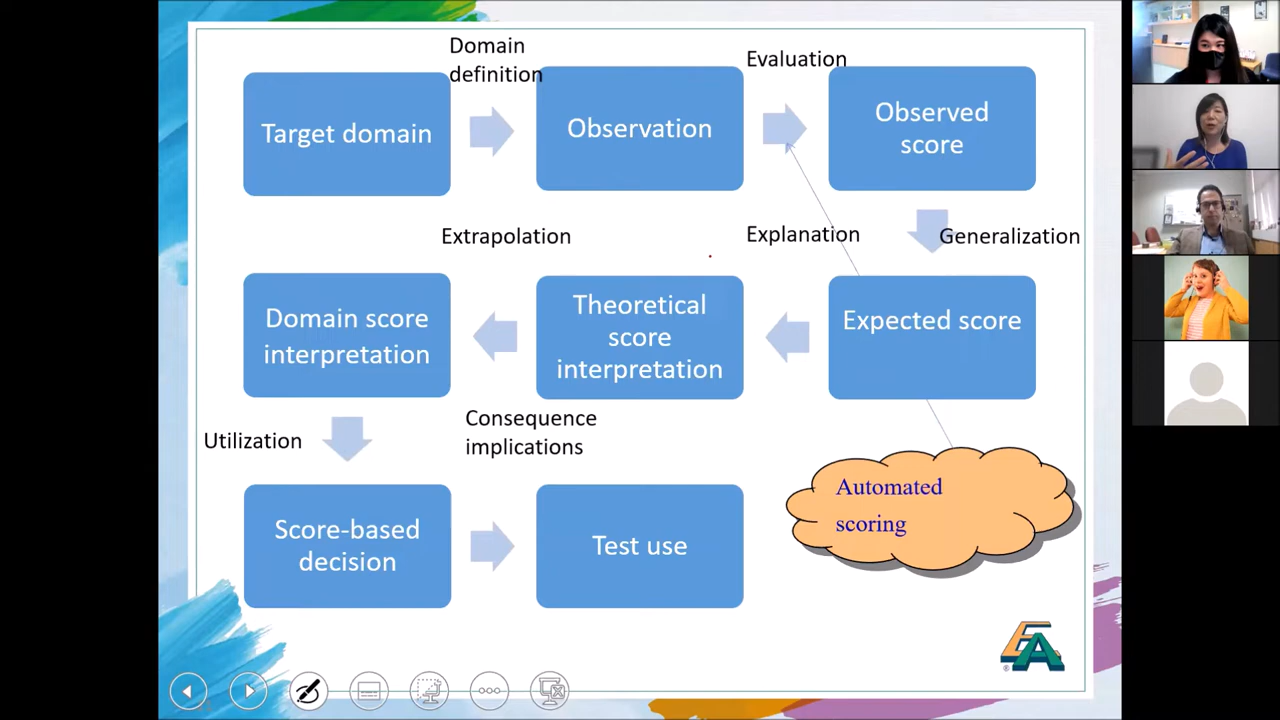 Domain
definition
Evaluation
Target domain
Observation
Observed
score
Extrapolation
Explanation
Generalization
Domain score
interpretation
Theoretical
score
interpretation
Expected score
Utilization
Consequence
implications
Score-based
decision
Test use
Automated
scoring
EA
®